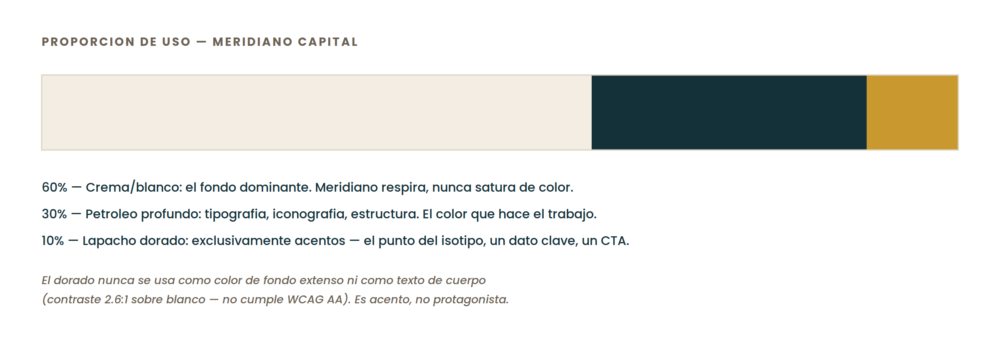 PROPORCION DE USO — MERIDIANO CAPITAL
60% — Crema/blanco: el fondo dominante. Meridiano respira, nunca satura de color.
30% — Petroleo profundo: tipografia, iconografia, estructura. El color que hace el trabajo.
10% — Lapacho dorado: exclusivamente acentos — el punto del isotipo, un dato clave, un CTA.
El dorado nunca se usa como color de fondo extenso ni como texto de cuerpo
(contraste 2.6:1 sobre blanco — no cumple WCAG AA). Es acento, no protagonista.